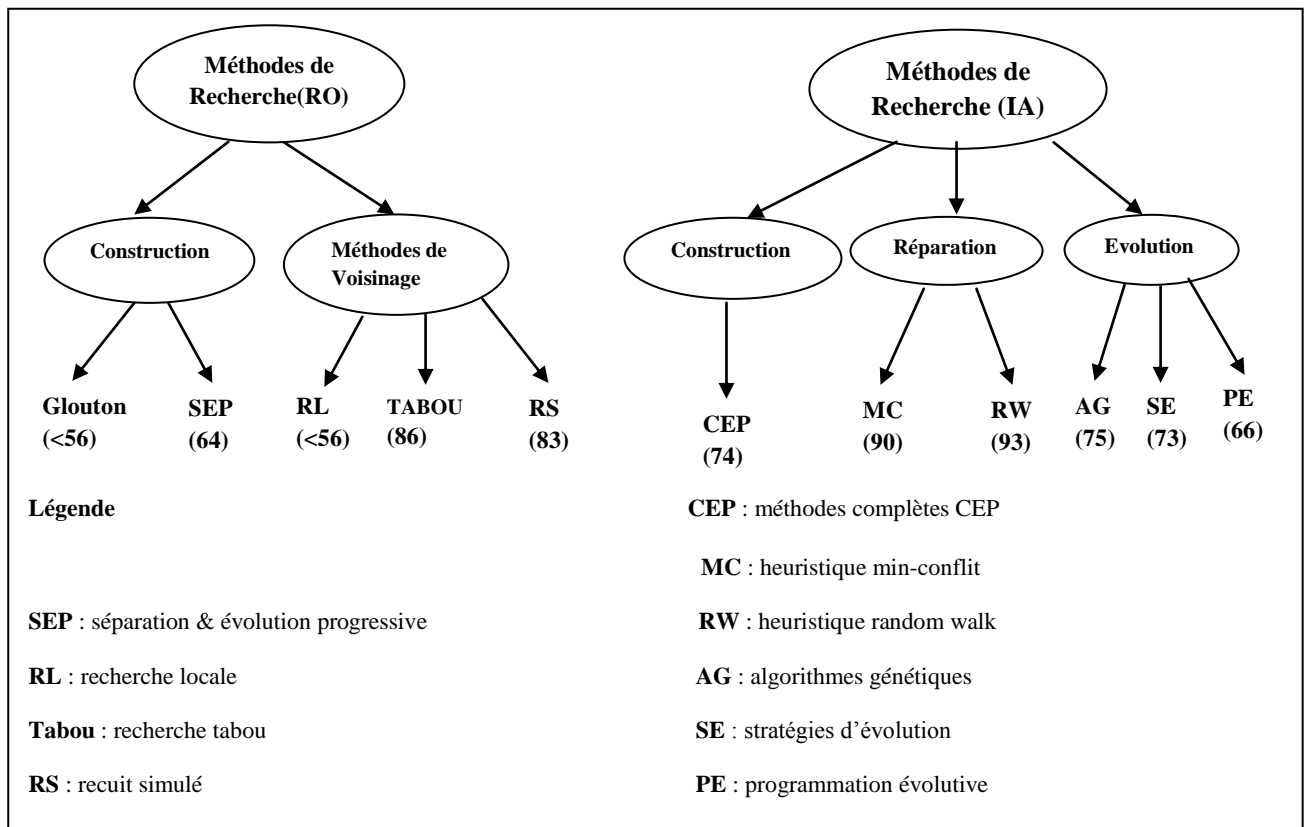 Méthodes de
Recherche(RO)
Méthodes de
Recherche (IA)
Construction
Méthodes de
Voisinage
Construction
Réparation
Evolution
Glouton
(<56)
SEP
(64)
RL
(<56)
TABOU
(86)
RS
(83)
CEP
(74)
MC
(90)
RW
(93)
AG
(75)
SE
(73)
PE
(66)
Légende
CEP : méthodes complètes CEP
MC : heuristique min-conflit
SEP : séparation & évolution progressive
RW : heuristique random walk
RL : recherche locale
AG : algorithmes génétiques
Tabou : recherche tabou
SE : stratégies d’évolution
RS : recuit simulé
PE : programmation évolutive